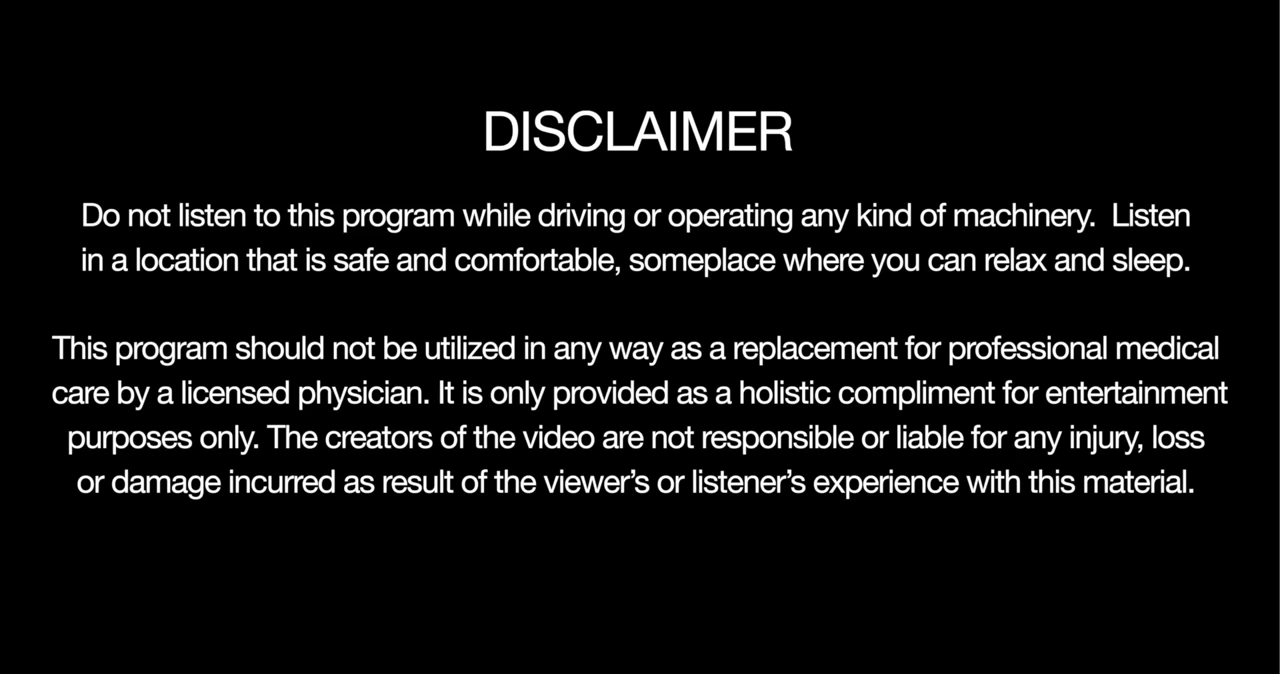 DISCLAIMER
Do not listen to this program while driving or operating any kind of machinery.  Listen
in a location that is safe and comfortable, someplace where you can relax and sleep.
This program should not be utilized in any way as a replacement for professional medical
care by a licensed physician. It is only provided as a holistic compliment for entertainment
purposes only. The creators of the video are not responsible or liable for any injury, loss
or damage incurred as result of the viewer’s or listener’s experience with this material.